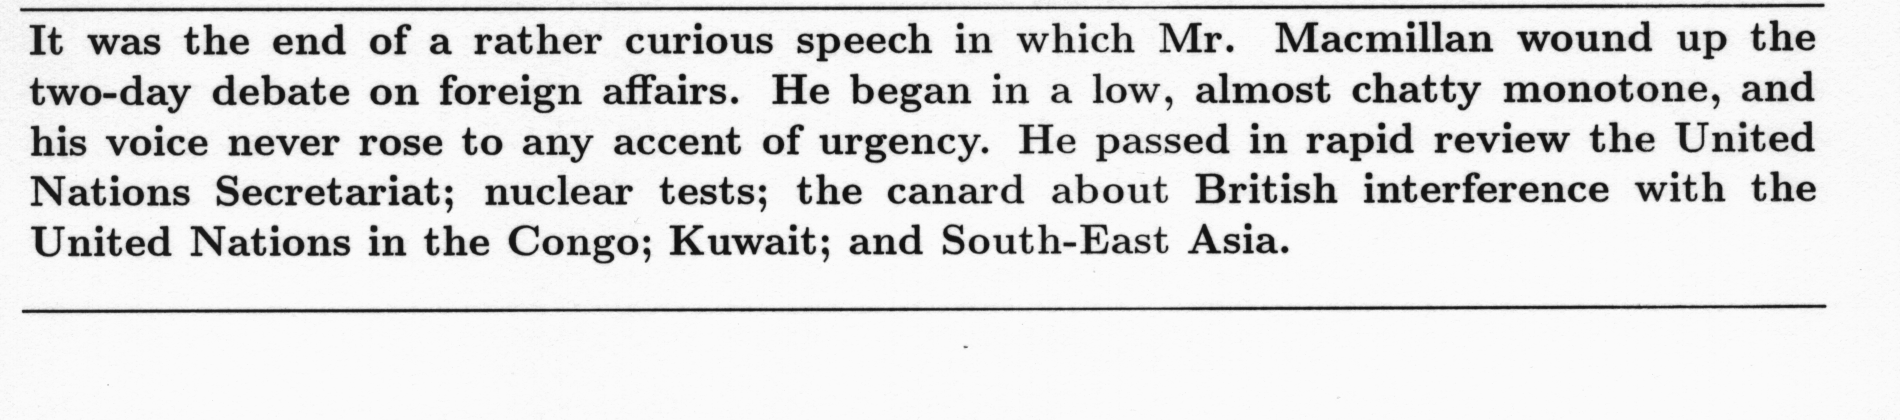 It was the end of a rather curious speech in which Mr. Macmillan wound up the
two-day debate on foreign affairs. He began in a low, almost chatty monotone, and
his voice never rose to any accent of urgency. He passed in rapid review the United
Nations Secretariat; nuclear tests; the canard about British interference with the
United Nations in the Congo; Kuwait; and South-East Asia.